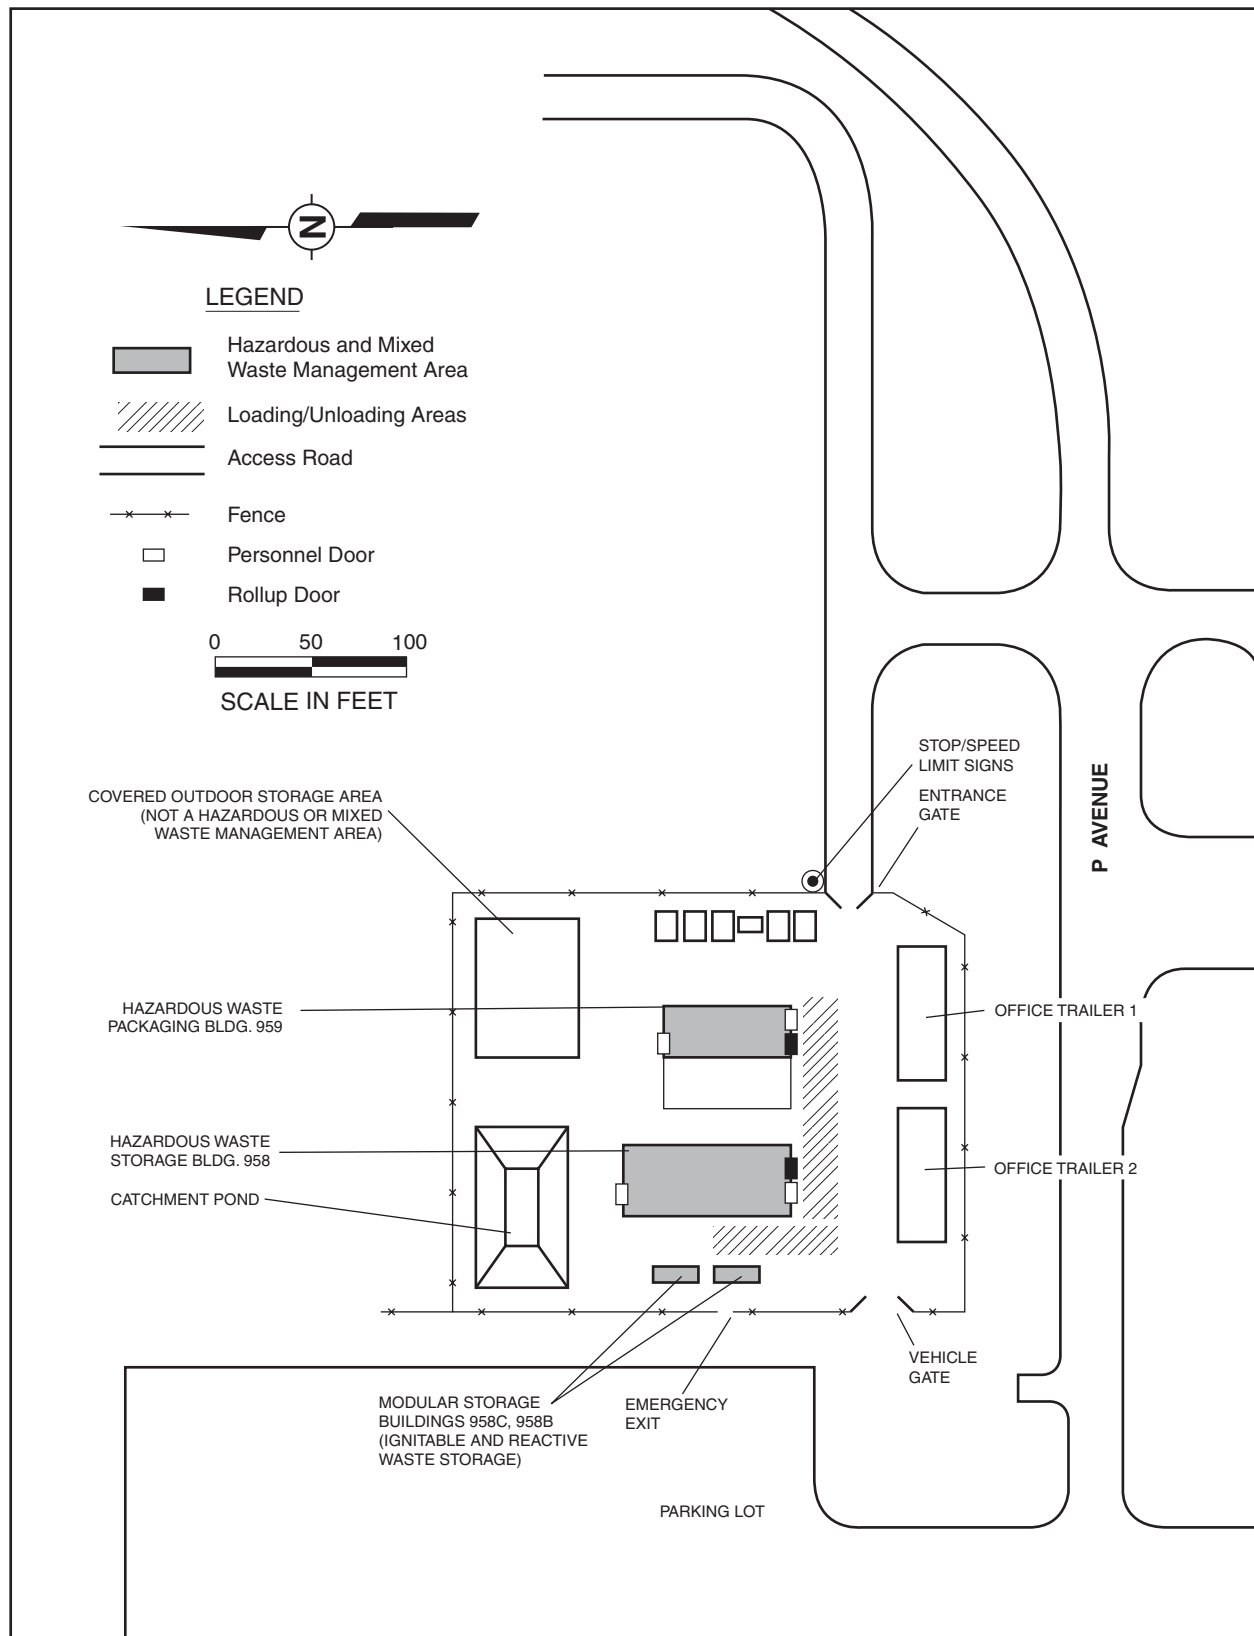 N
LEGEND
Hazardous and Mixed
Waste Management Area
Loading/Unloading Areas
Access Road
Fence
Personnel Door
Rollup Door
0 50 100
SCALE IN FEET
STOP/SPEED
LIMIT SIGNS
ENTRANCE
GATE
P AVENUE
COVERED OUTDOOR STORAGE AREA
(NOT A HAZARDOUS OR MIXED
WASTE MANAGEMENT AREA)
HAZARDOUS WASTE
PACKAGING BLDG. 959
OFFICE TRAILER 1
HAZARDOUS WASTE
STORAGE BLDG. 958
OFFICE TRAILER 2
CATCHMENT POND
VEHICLE
GATE
MODULAR STORAGE
BUILDINGS 958C, 958B
(IGNITABLE AND REACTIVE
WASTE STORAGE)
EMERGENCY
EXIT
PARKING LOT